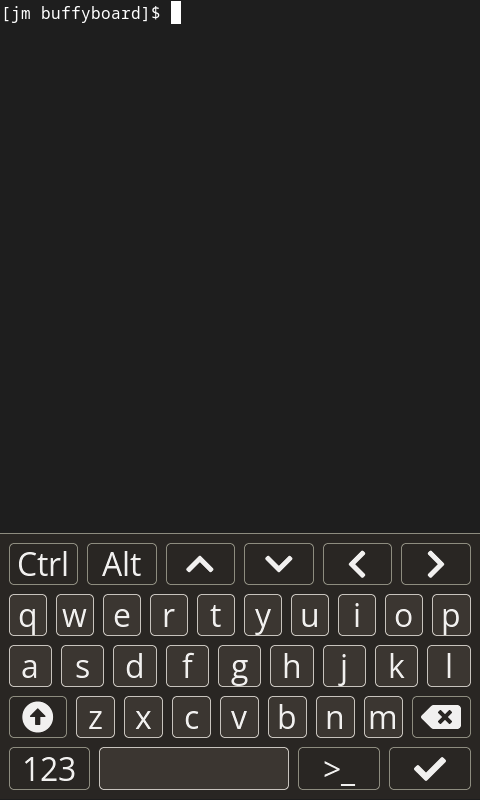 [jm buffyboard]$
Ctrl Alt
q w e r t y u i o p
a s d f g h j k l
z x c v b n m
123 >_